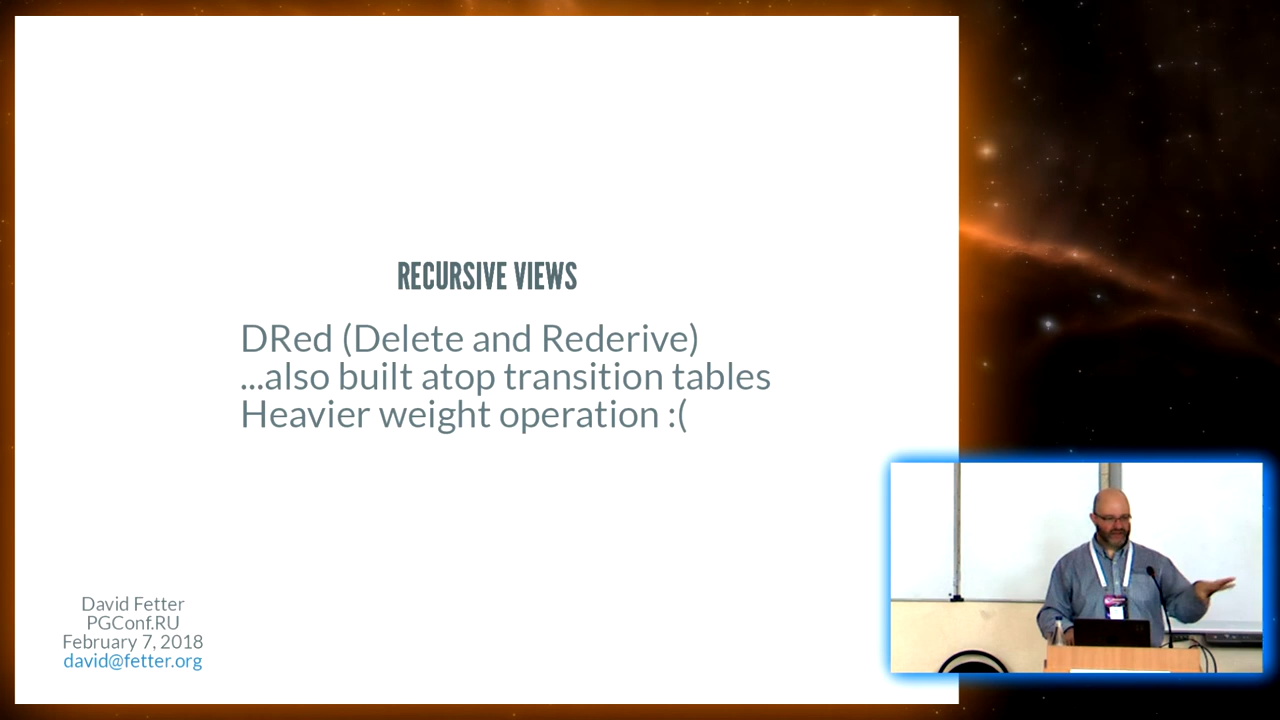 RECURSIVE VIEWS
DRed (Delete and Rederive)
...also built atop transition tables
Heavier weight operation :(
David Fetter
PGConf.RU
February 7, 2018
david@fetter.org